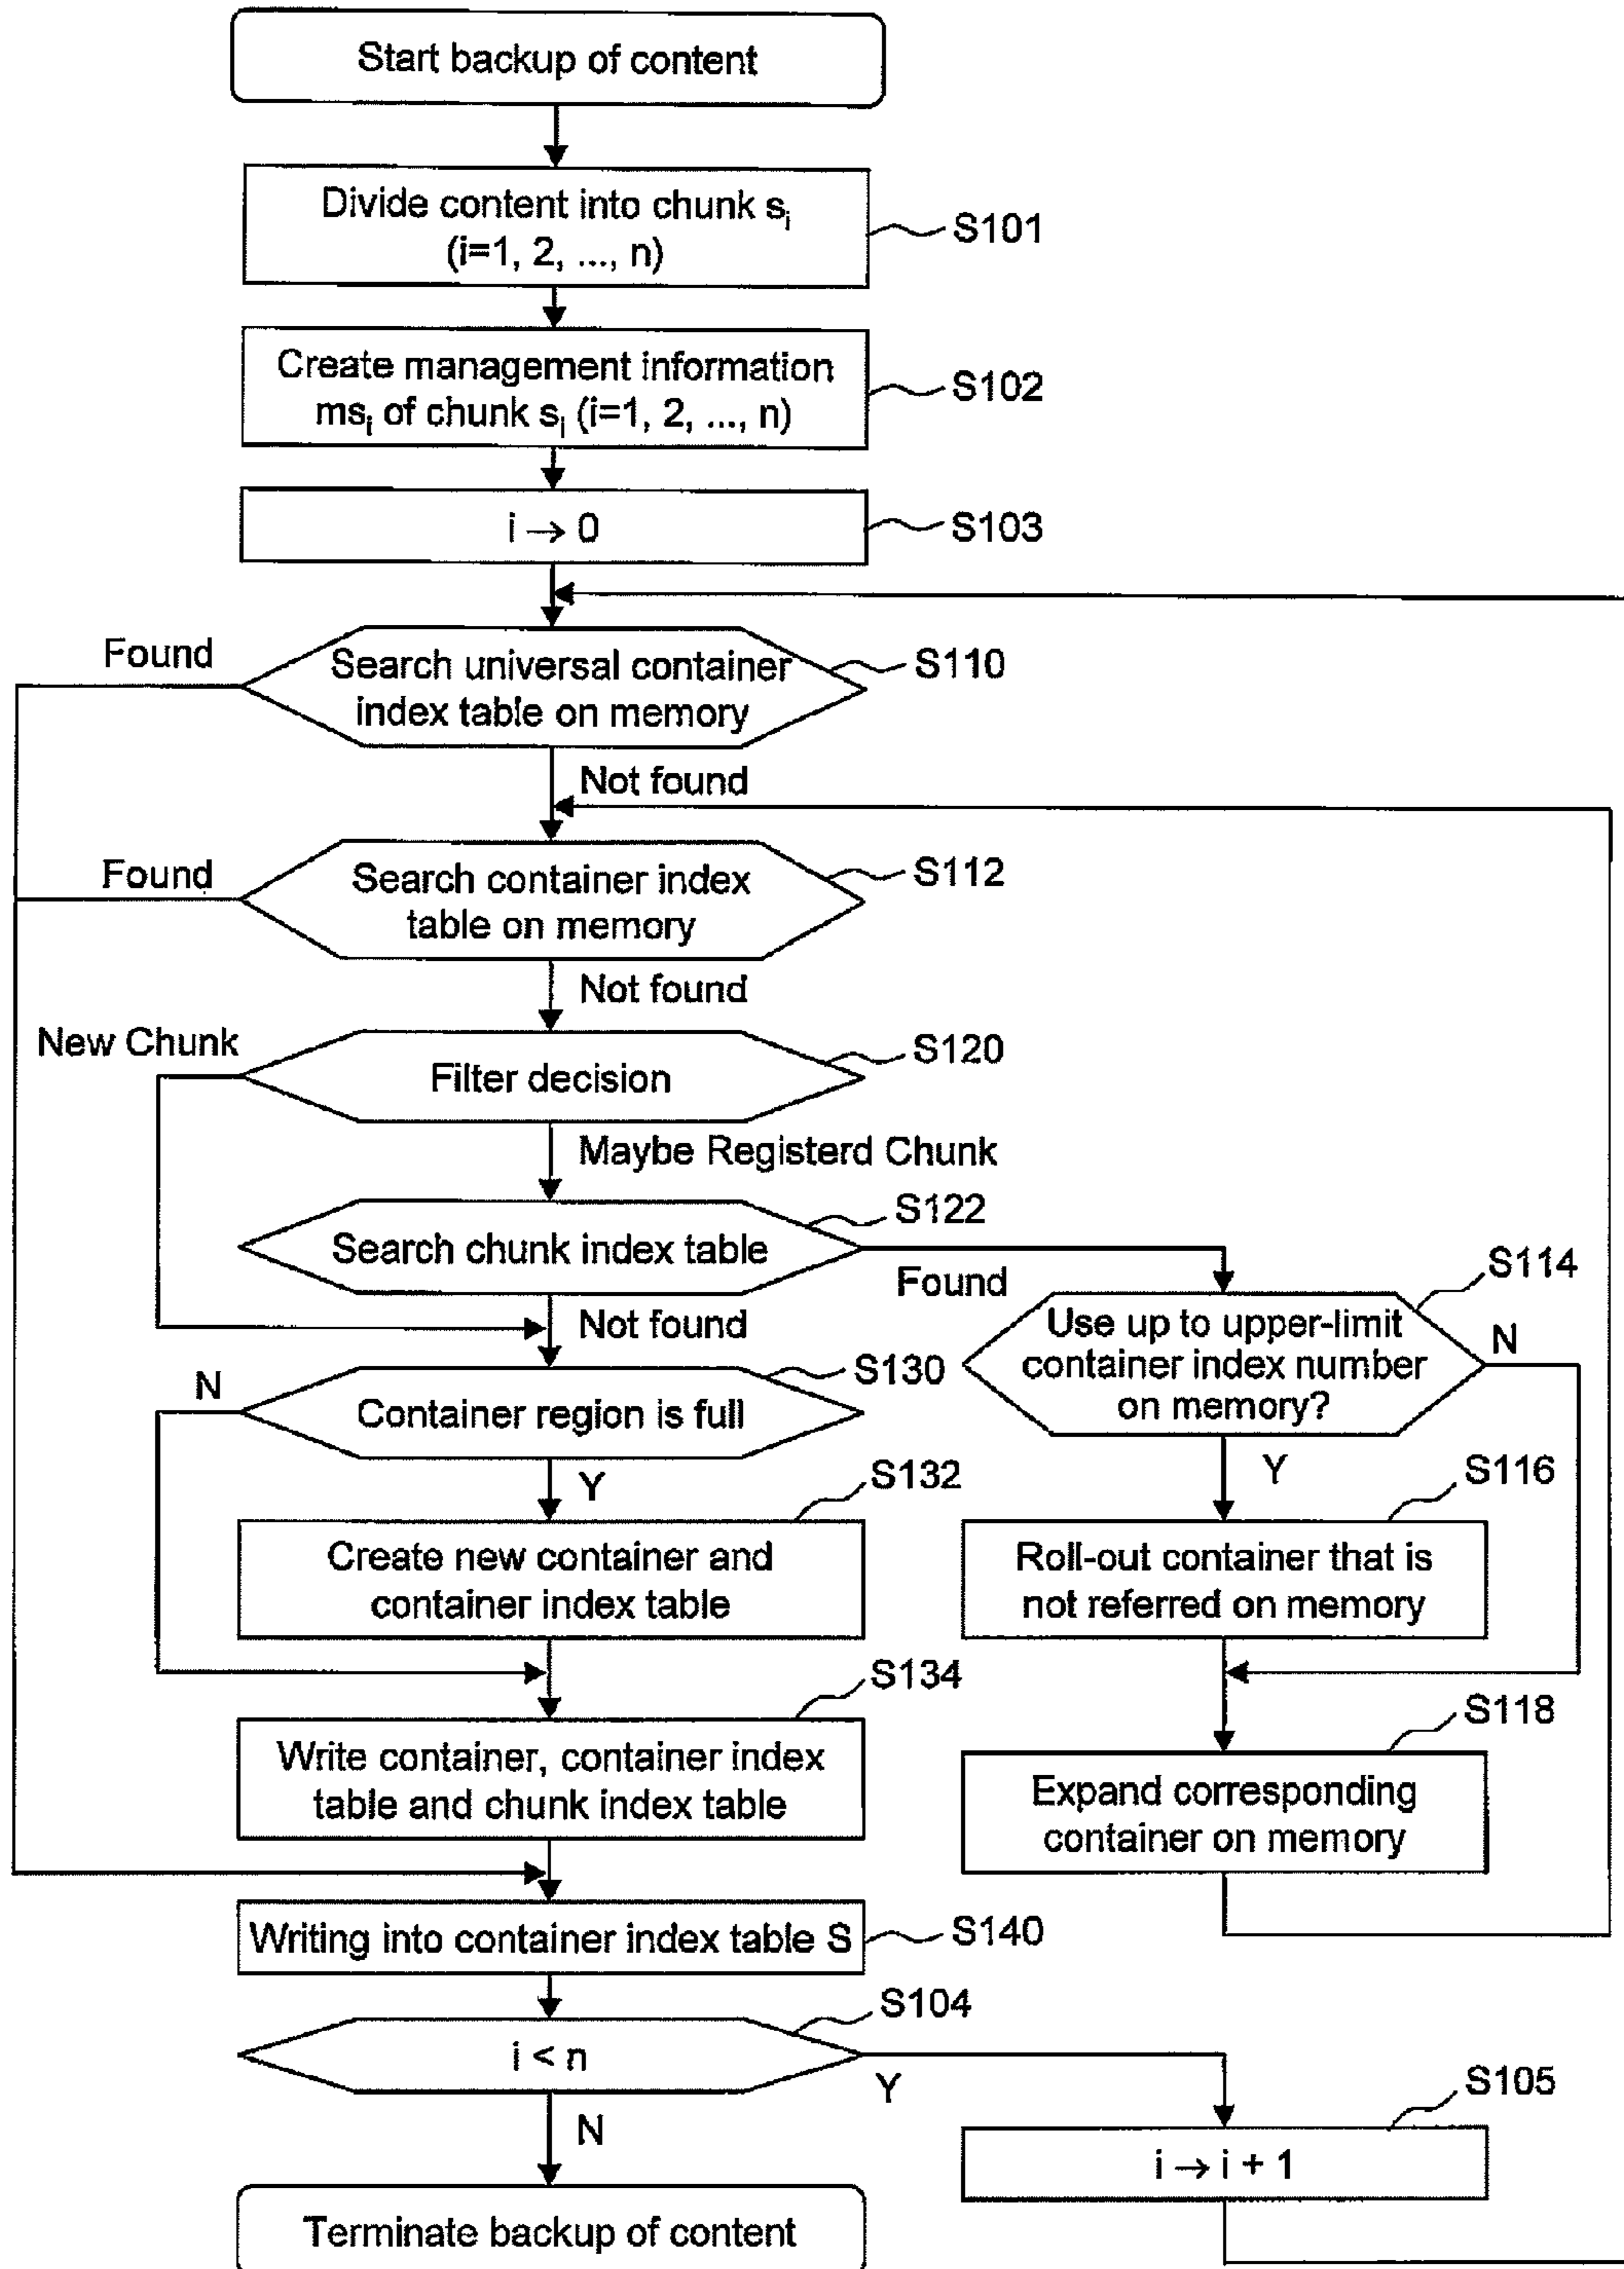 Start backup of content
Divide content into chunk sᵢ
(i=1, 2, ..., n)
S101
Create management information
msᵢ of chunk sᵢ (i=1, 2, ..., n)
S102
i → 0
S103
Found
Search universal container
index table on memory
S110
Not found
Found
Search container index
table on memory
S112
Not found
New Chunk
Filter decision
S120
Maybe Registerd Chunk
Search chunk index table
S122
Found
Not found
S114
Use up to upper-limit
container index number
on memory?
N
Y
N
Container region is full
S130
Y
S132
Create new container and
container index table
S116
Roll-out container that is
not referred on memory
S134
Write container, container index
table and chunk index table
S118
Expand corresponding
container on memory
Writing into container index table S
S140
S104
i < n
Y
N
S105
i → i + 1
Terminate backup of content